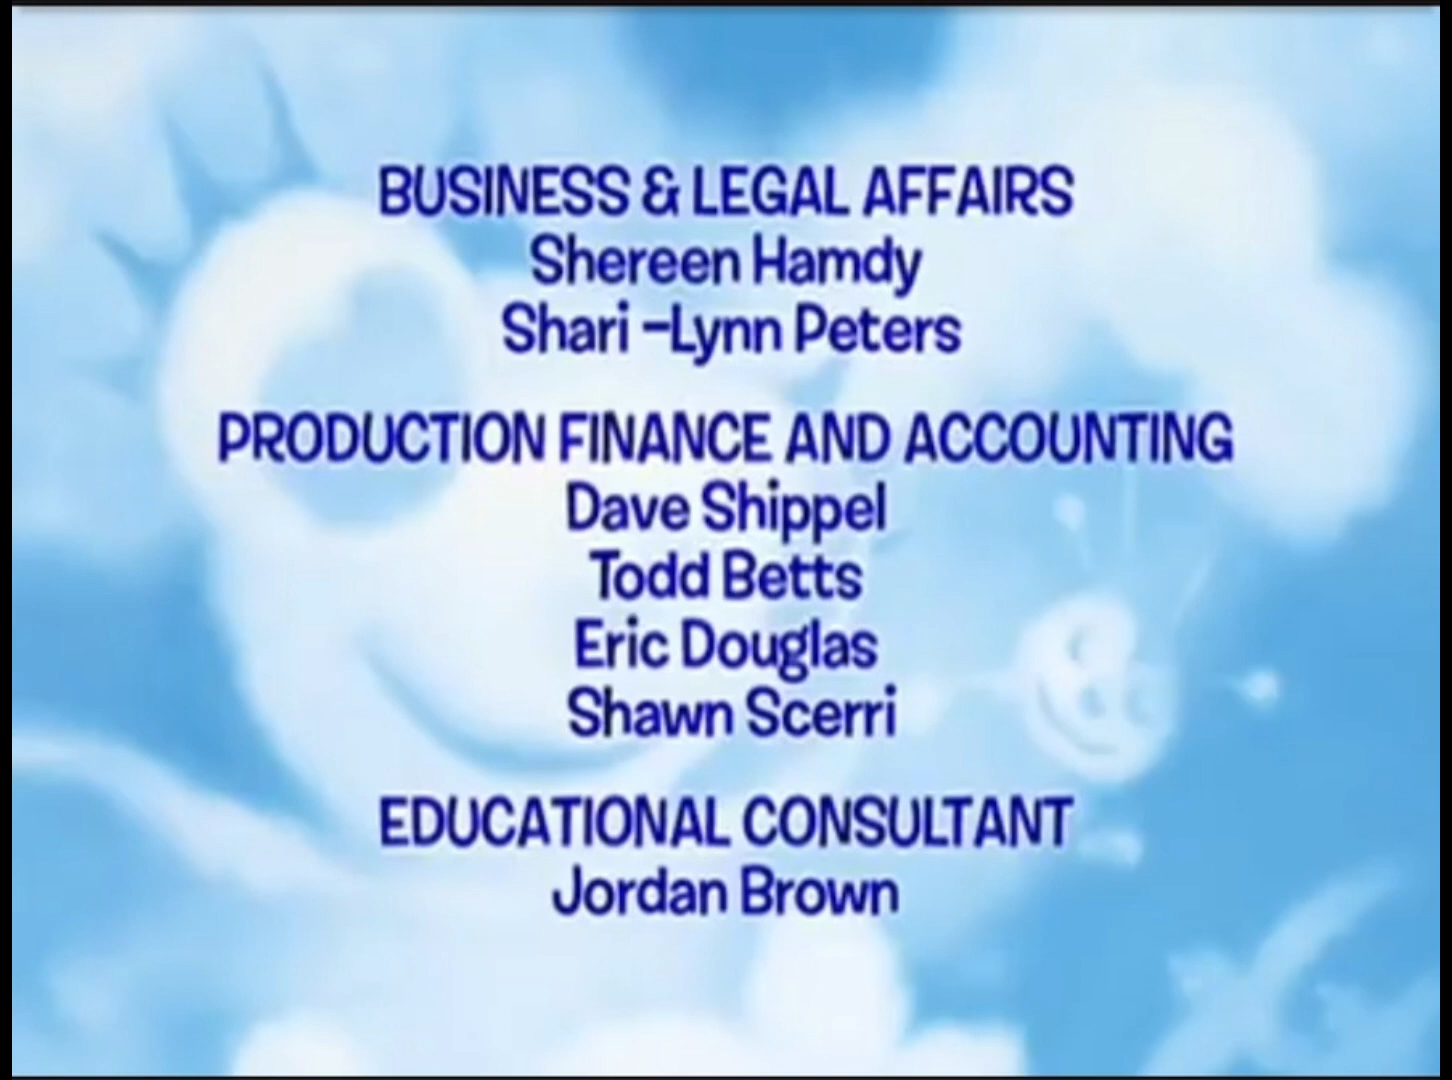 BUSINESS & LEGAL AFFAIRS
Shereen Hamdy
Shari -Lynn Peters
PRODUCTION FINANCE AND ACCOUNTING
Dave Shippel
Todd Betts
Eric Douglas
Shawn Scerri
EDUCATIONAL CONSULTANT
Jordan Brown